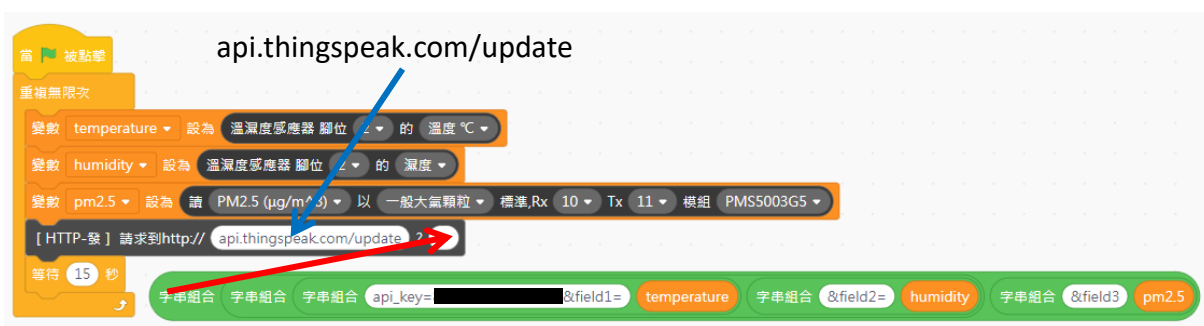 api.thingspeak.com/update
當 被點擊
重複無限次
變數 temperature 設為 溫濕度感應器 腳位 2 的 溫度 ℃
變數 humidity 設為 溫濕度感應器 腳位 2 的 濕度
變數 pm2.5 設為 讀 PM2.5 (μg/m^3) 以 一般大氣顆粒 標準,Rx 10 Tx 11 模組 PMS5003G5
[ HTTP-發 ] 請求到http:// api.thingspeak.com/update ?
等待 15 秒
字串組合 字串組合 字串組合 api_key= &field1= temperature 字串組合 &field2= humidity 字串組合 &field3 pm2.5